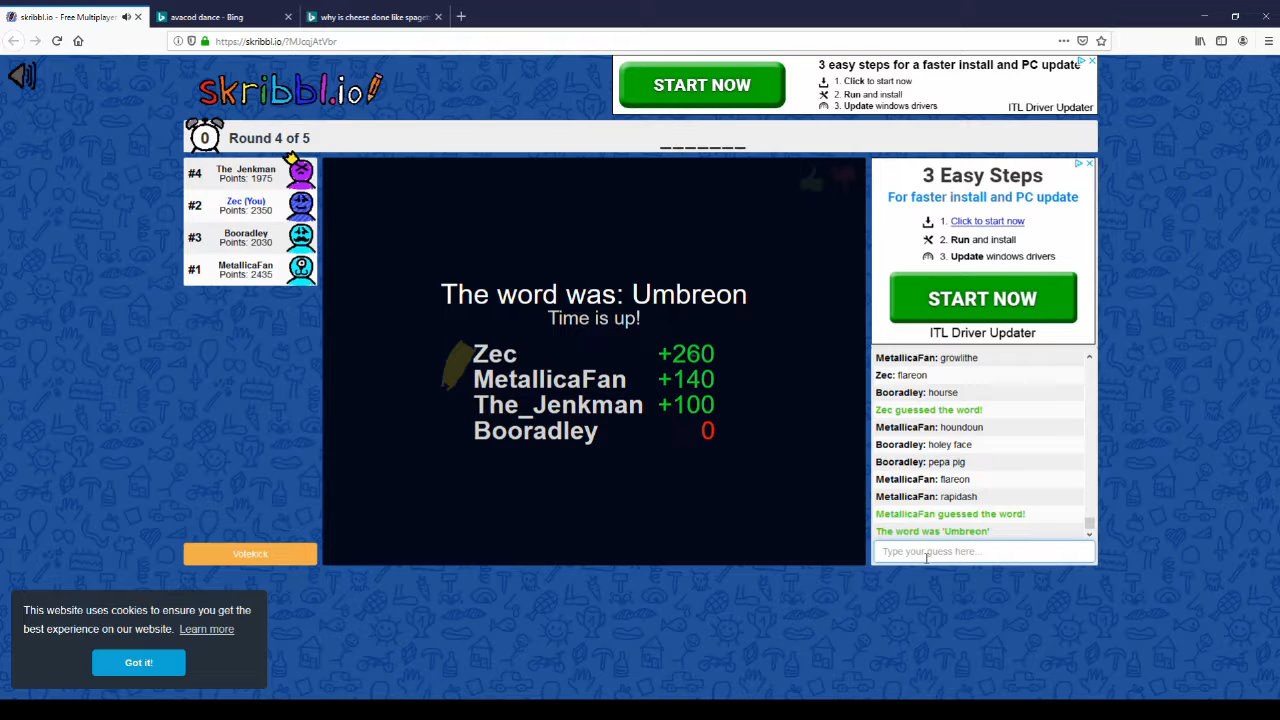 skribbl.io - Free Multiplayer
avacod dance - Bing
why is cheese done like spaget
https://skribbl.io/?MJcqjAtVbr
skribbl.io
START NOW
3 easy steps for a faster install and PC update
1. Click to start now
2. Run and install
3. Update windows drivers
ITL Driver Updater
0
Round 4 of 5
_______
#4
The_Jenkman
Points: 1975
#2
Zec (You)
Points: 2350
#3
Booradley
Points: 2030
#1
MetallicaFan
Points: 2435
Votekick
The word was: Umbreon
Time is up!
Zec +260
MetallicaFan +140
The_Jenkman +100
Booradley 0
3 Easy Steps
For faster install and PC update
1. Click to start now
2. Run and install
3. Update windows drivers
START NOW
ITL Driver Updater
MetallicaFan: growlithe
Zec: flareon
Booradley: hourse
Zec guessed the word!
MetallicaFan: houndoun
Booradley: holey face
Booradley: pepa pig
MetallicaFan: flareon
MetallicaFan: rapidash
MetallicaFan guessed the word!
The word was 'Umbreon'
Type your guess here...
This website uses cookies to ensure you get the
best experience on our website. Learn more
Got it!